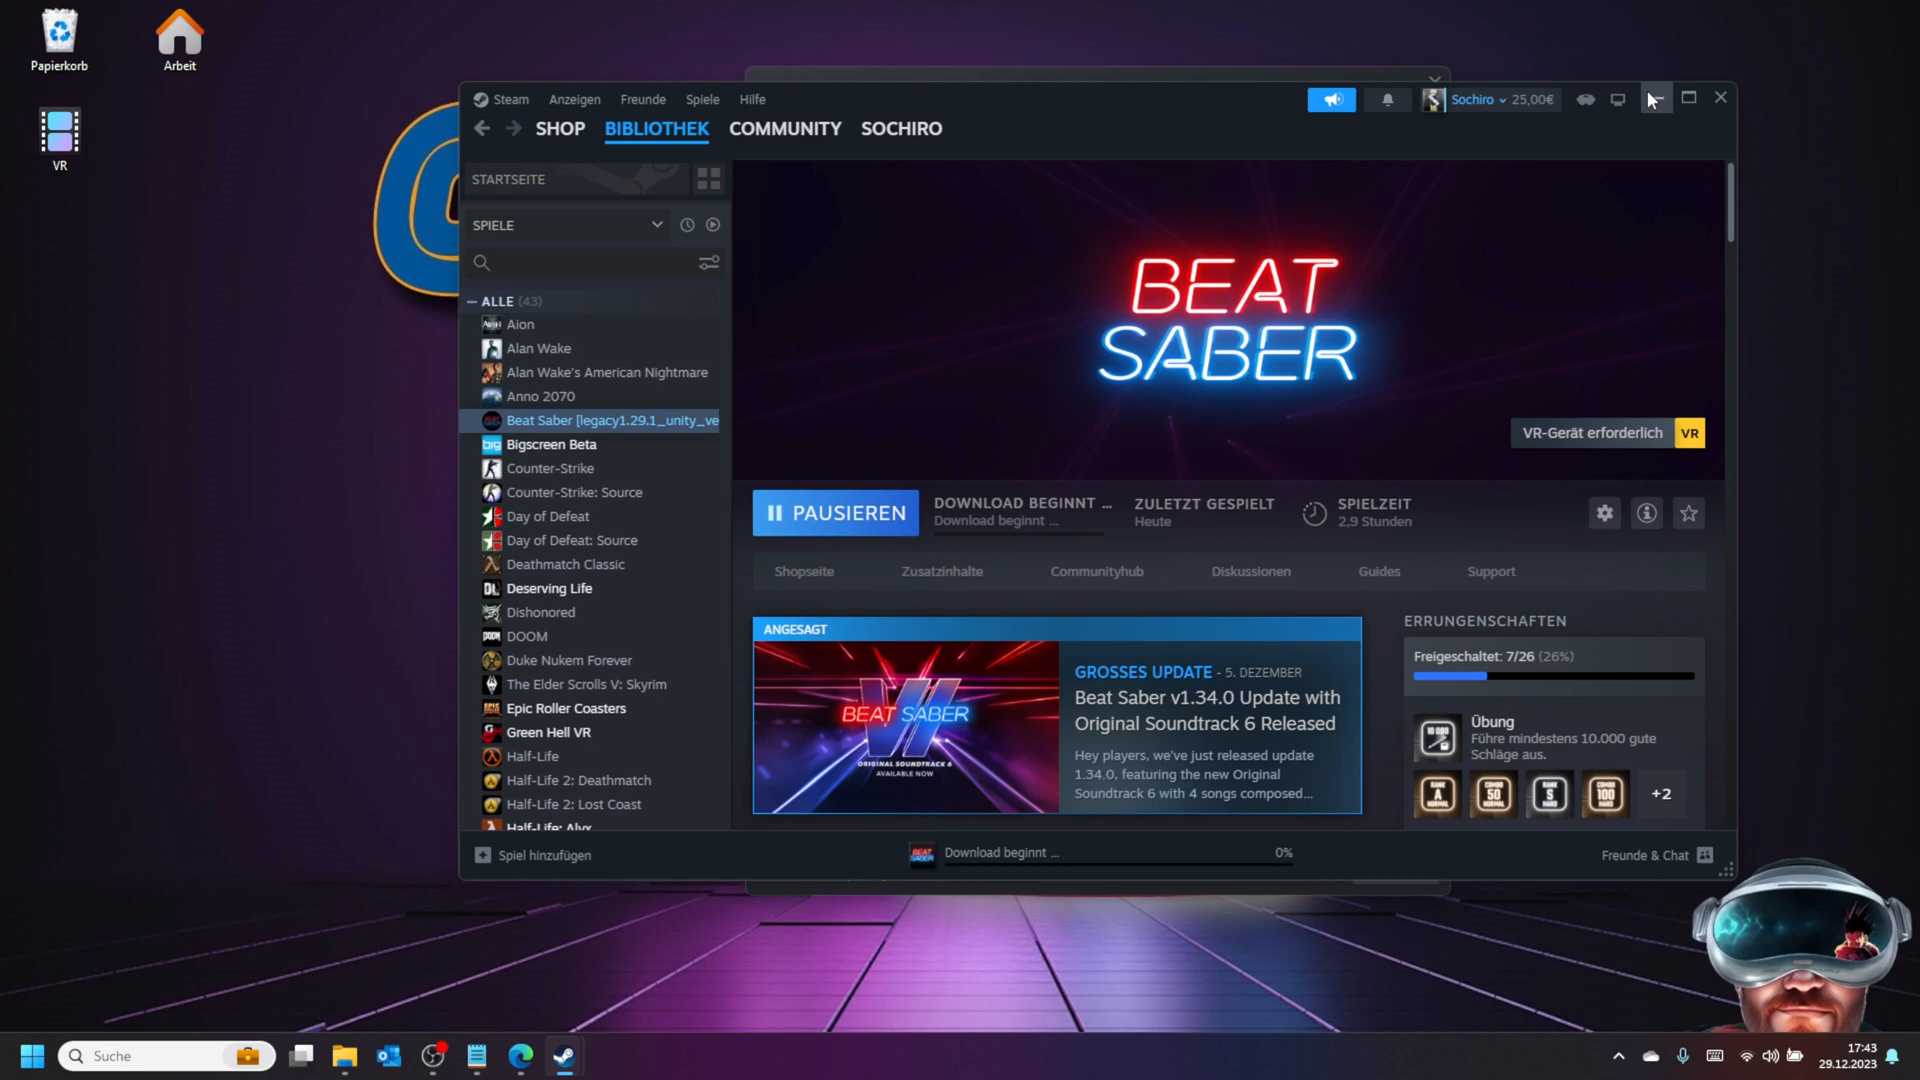 Papierkorb
Arbeit
VR
Steam Anzeigen Freunde Spiele Hilfe
Sochiro 25,00€
SHOP BIBLIOTHEK COMMUNITY SOCHIRO
STARTSEITE
SPIELE
ALLE (43)
Aion
Alan Wake
Alan Wake's American Nightmare
Anno 2070
Beat Saber [legacy1.29.1_unity_ve
Bigscreen Beta
Counter-Strike
Counter-Strike: Source
Day of Defeat
Day of Defeat: Source
Deathmatch Classic
Deserving Life
Dishonored
DOOM
Duke Nukem Forever
The Elder Scrolls V: Skyrim
Epic Roller Coasters
Green Hell VR
Half-Life
Half-Life 2: Deathmatch
Half-Life 2: Lost Coast
Half-Life: Alyx
BEAT
SABER
VR-Gerät erforderlich VR
PAUSIEREN
DOWNLOAD BEGINNT ...
Download beginnt ...
ZULETZT GESPIELT
Heute
SPIELZEIT
2,9 Stunden
Shopseite Zusatzinhalte Communityhub Diskussionen Guides Support
ANGESAGT
BEAT SABER
ORIGINAL SOUNDTRACK 6
AVAILABLE NOW
GROSSES UPDATE - 5. DEZEMBER
Beat Saber v1.34.0 Update with
Original Soundtrack 6 Released
Hey players, we've just released update
1.34.0, featuring the new Original
Soundtrack 6 with 4 songs composed...
ERRUNGENSCHAFTEN
Freigeschaltet: 7/26 (26%)
Übung
Führe mindestens 10.000 gute
Schläge aus.
+2
Spiel hinzufügen
Download beginnt ... 0%
Freunde & Chat
Suche
17:43
29.12.2023